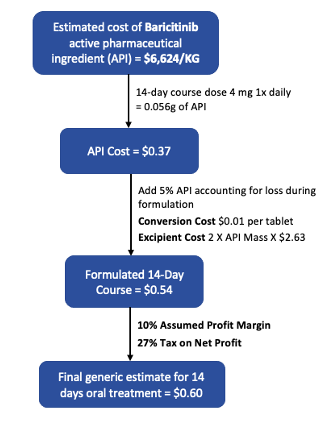 Estimated cost of Baricitinib
active pharmaceutical
ingredient (API) = $6,624/KG
14-day course dose 4 mg 1x daily
= 0.056g of API
API Cost = $0.37
Add 5% API accounting for loss during
formulation
Conversion Cost $0.01 per tablet
Excipient Cost 2 X API Mass X $2.63
Formulated 14-Day
Course = $0.54
10% Assumed Profit Margin
27% Tax on Net Profit
Final generic estimate for 14
days oral treatment = $0.60